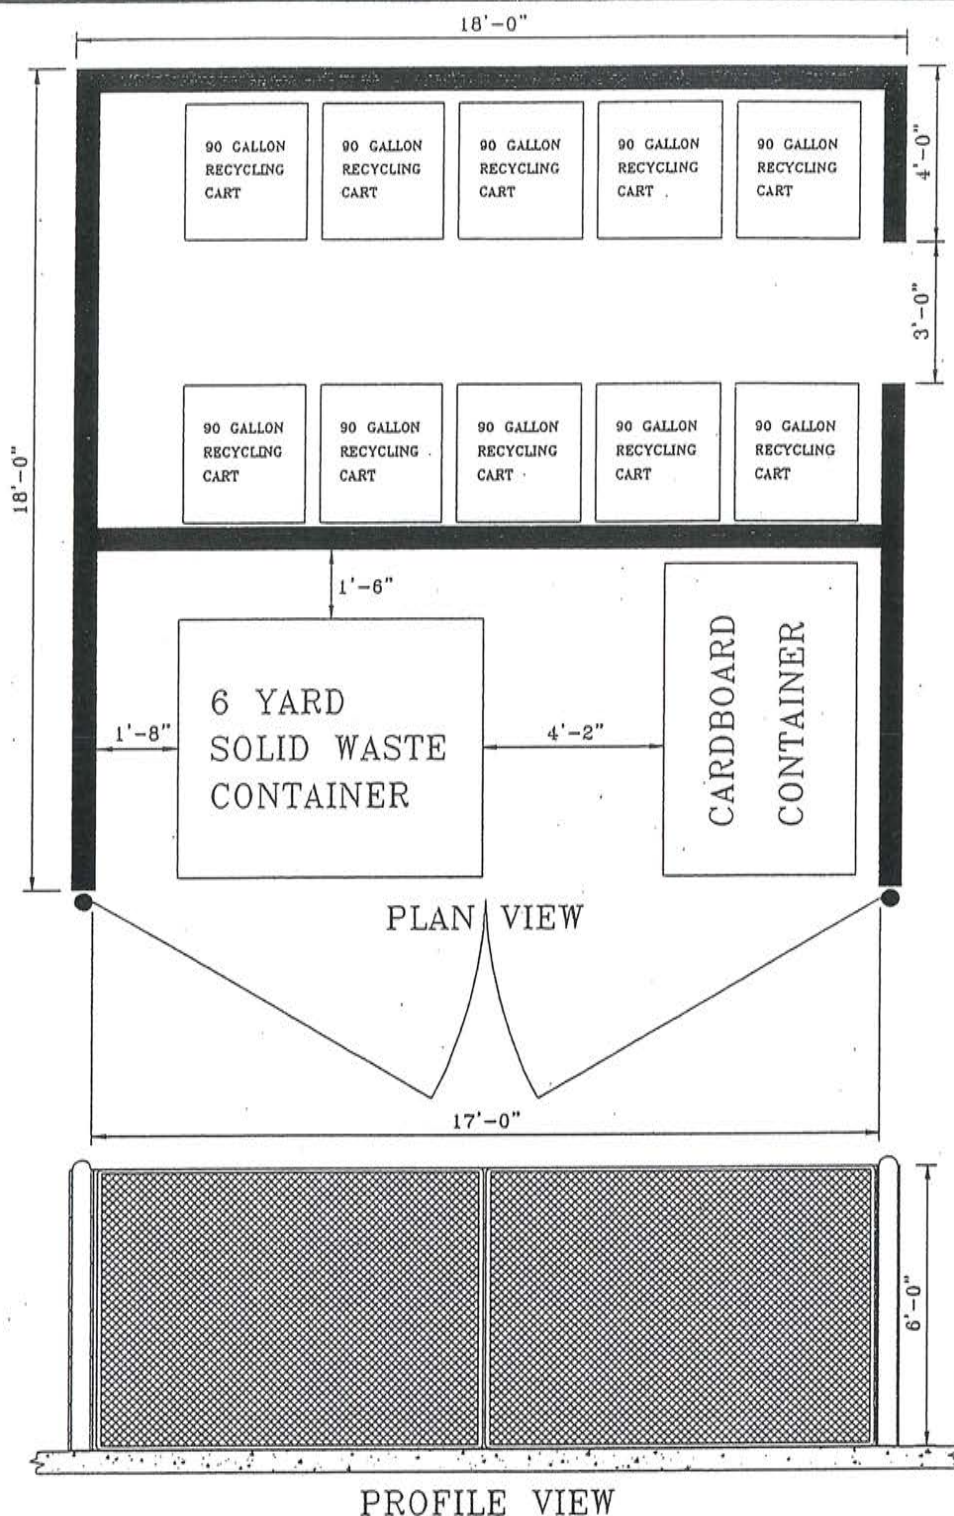 18'-0"
90 GALLON
RECYCLING
CART
90 GALLON
RECYCLING
CART
90 GALLON
RECYCLING
CART
90 GALLON
RECYCLING
CART
90 GALLON
RECYCLING
CART
4'-0"
3'-0"
18'-0"
90 GALLON
RECYCLING
CART
90 GALLON
RECYCLING
CART
90 GALLON
RECYCLING
CART
90 GALLON
RECYCLING
CART
90 GALLON
RECYCLING
CART
1'-6"
1'-8"
6 YARD
SOLID WASTE
CONTAINER
4'-2"
CARDBOARD
CONTAINER
PLAN VIEW
17'-0"
6'-0"
PROFILE VIEW